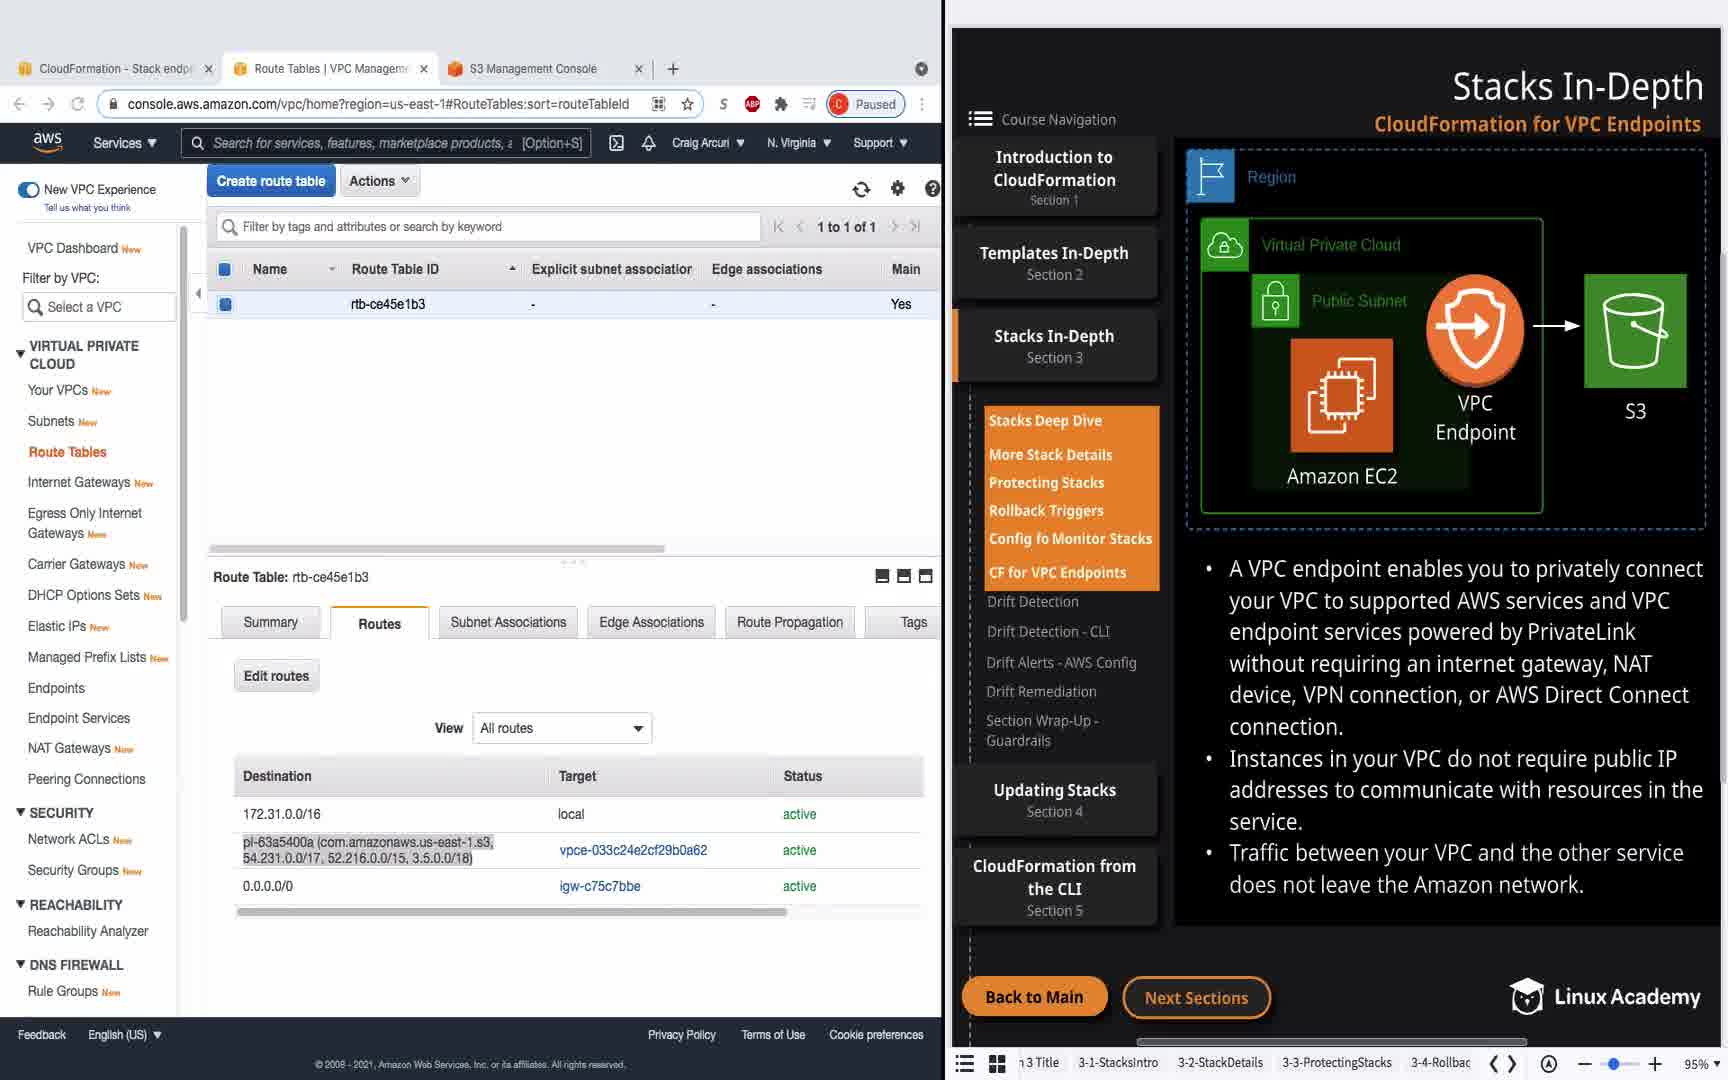 CloudFormation - Stack endp
Route Tables | VPC Manageme
S3 Management Console
console.aws.amazon.com/vpc/home?region=us-east-1#RouteTables:sort=routeTableId
ABP
C Paused
aws
Services
Search for services, features, marketplace products, a [Option+S]
Craig Arcuri
N. Virginia
Support
New VPC Experience
Tell us what you think
VPC Dashboard New
Filter by VPC:
Select a VPC
VIRTUAL PRIVATE
CLOUD
Your VPCs New
Subnets New
Route Tables
Internet Gateways New
Egress Only Internet
Gateways New
Carrier Gateways New
DHCP Options Sets New
Elastic IPs New
Managed Prefix Lists New
Endpoints
Endpoint Services
NAT Gateways New
Peering Connections
SECURITY
Network ACLs New
Security Groups New
REACHABILITY
Reachability Analyzer
DNS FIREWALL
Rule Groups New
Create route table
Actions
Filter by tags and attributes or search by keyword
1 to 1 of 1
Name Route Table ID Explicit subnet association Edge associations Main
rtb-ce45e1b3 - - Yes
Route Table: rtb-ce45e1b3
Summary Routes Subnet Associations Edge Associations Route Propagation Tags
Edit routes
View All routes
Destination Target Status
172.31.0.0/16 local active
pl-63a5400a (com.amazonaws.us-east-1.s3,
54.231.0.0/17, 52.216.0.0/15, 3.5.0.0/18)
vpce-033c24e2cf29b0a62 active
0.0.0.0/0 igw-c75c7bbe active
Feedback English (US)
Privacy Policy Terms of Use Cookie preferences
© 2008 - 2021, Amazon Web Services, Inc. or its affiliates. All rights reserved.
Stacks In-Depth
CloudFormation for VPC Endpoints
Course Navigation
Introduction to
CloudFormation
Section 1
Templates In-Depth
Section 2
Stacks In-Depth
Section 3
Stacks Deep Dive
More Stack Details
Protecting Stacks
Rollback Triggers
Config fo Monitor Stacks
CF for VPC Endpoints
Drift Detection
Drift Detection - CLI
Drift Alerts - AWS Config
Drift Remediation
Section Wrap-Up -
Guardrails
Updating Stacks
Section 4
CloudFormation from
the CLI
Section 5
Region
Virtual Private Cloud
Public Subnet
Amazon EC2
VPC
Endpoint
S3
• A VPC endpoint enables you to privately connect
your VPC to supported AWS services and VPC
endpoint services powered by PrivateLink
without requiring an internet gateway, NAT
device, VPN connection, or AWS Direct Connect
connection.
• Instances in your VPC do not require public IP
addresses to communicate with resources in the
service.
• Traffic between your VPC and the other service
does not leave the Amazon network.
Back to Main
Next Sections
Linux Academy
n 3 Title 3-1-StacksIntro 3-2-StackDetails 3-3-ProtectingStacks 3-4-Rollbac
95%